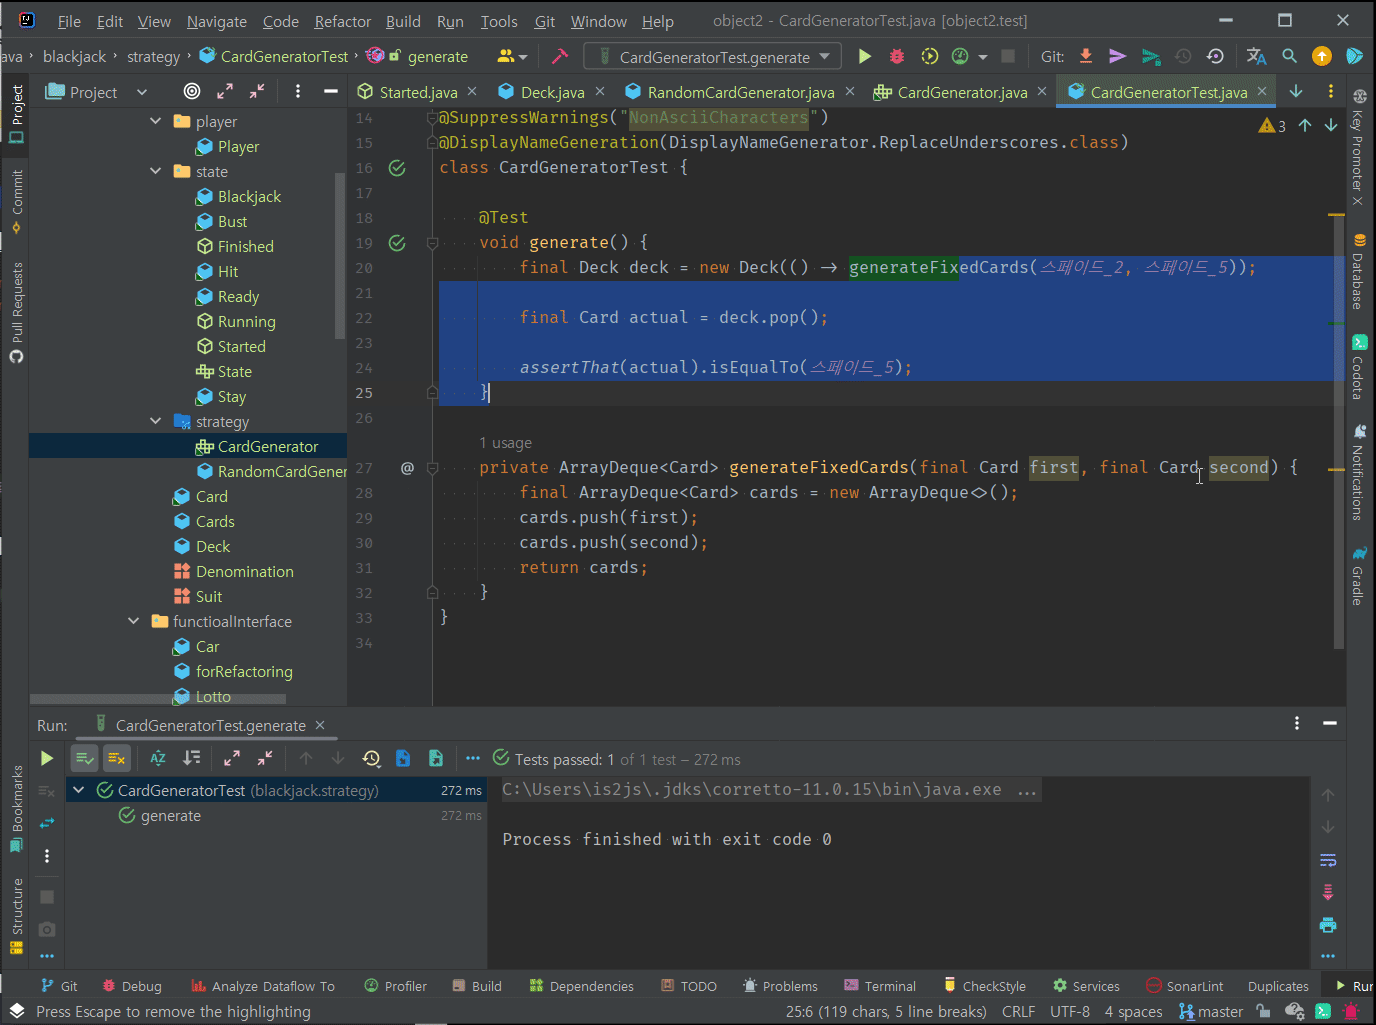 File Edit View Navigate Code Refactor Build Run Tools Git Window Help object2 - CardGeneratorTest.java [object2.test]
ava › blackjack › strategy › CardGeneratorTest › generate CardGeneratorTest.generate Git:
Project Started.java Deck.java RandomCardGenerator.java CardGenerator.java CardGeneratorTest.java
player
Player
state
Blackjack
Bust
Finished
Hit
Ready
Running
Started
State
Stay
strategy
CardGenerator
RandomCardGener
Card
Cards
Deck
Denomination
Suit
functioalInterface
Car
forRefactoring
Lotto
Project
Commit
Pull Requests
Bookmarks
Structure
14 @SuppressWarnings("NonAsciiCharacters")
15 @DisplayNameGeneration(DisplayNameGenerator.ReplaceUnderscores.class)
16 class CardGeneratorTest {
17
18 @Test
19 void generate() {
20 final Deck deck = new Deck(() -> generateFixedCards(스페이드_2, 스페이드_5));
21
22 final Card actual = deck.pop();
23
24 assertThat(actual).isEqualTo(스페이드_5);
25 }
26
1 usage
27 @ private ArrayDeque<Card> generateFixedCards(final Card first, final Card second) {
28 final ArrayDeque<Card> cards = new ArrayDeque<>();
29 cards.push(first);
30 cards.push(second);
31 return cards;
32 }
33 }
34
3
Key Promoter X
Database
Codota
Notifications
Gradle
Run: CardGeneratorTest.generate
Tests passed: 1 of 1 test – 272 ms
CardGeneratorTest (blackjack.strategy) 272 ms
generate 272 ms
C:\Users\is2js\.jdks\corretto-11.0.15\bin\java.exe ...
Process finished with exit code 0
Git Debug Analyze Dataflow To Profiler Build Dependencies TODO Problems Terminal CheckStyle Services SonarLint Duplicates Run
Press Escape to remove the highlighting 25:6 (119 chars, 5 line breaks) CRLF UTF-8 4 spaces master